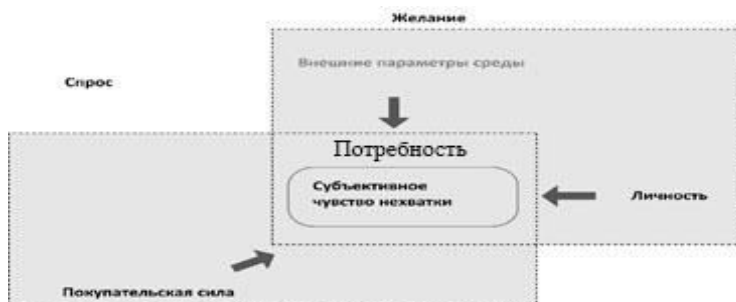 Желание
Внешние параметры среды
Спрос
Потребность
Субъективное
чувство нехватки
Личность
Покупательская сила